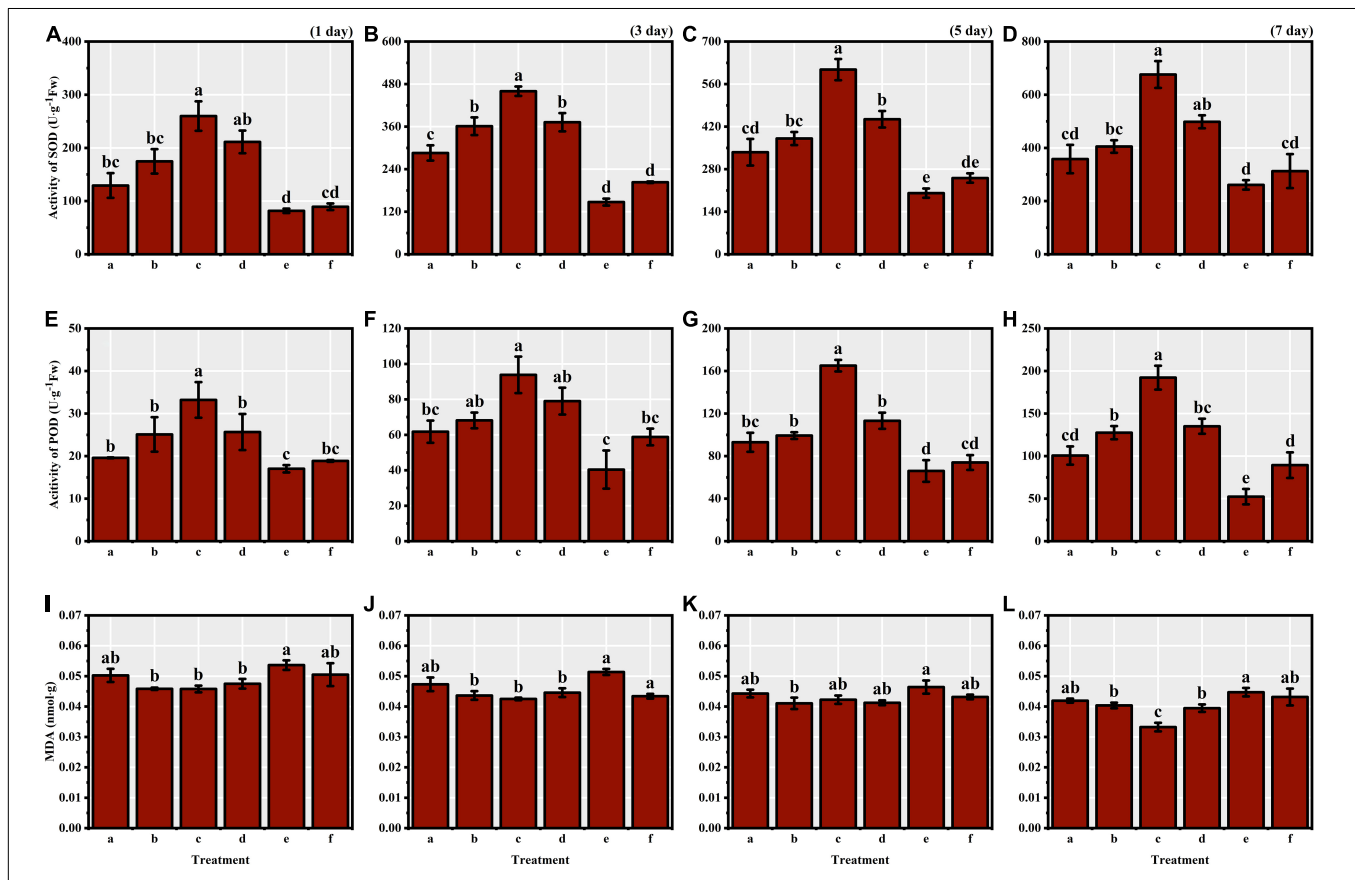 A (1 day) B (3 day) C (5 day) D (7 day)
Activity of SOD (U·g⁻¹Fw)
400
300
200
100
0
bc bc a ab d cd
a b c d e f
600
480
360
240
120
0
c b a b d d
a b c d e f
700
560
420
280
140
0
cd bc a b e de
a b c d e f
800
600
400
200
0
cd bc a ab d cd
a b c d e f
E F G H
Acitivity of POD (U·g⁻¹Fw)
50
40
30
20
10
0
b b a b c bc
a b c d e f
120
100
80
60
40
20
0
bc ab a ab c bc
a b c d e f
200
160
120
80
40
0
bc b a b d cd
a b c d e f
250
200
150
100
50
0
cd b a bc e d
a b c d e f
I J K L
MDA (nmol·g)
0.07
0.06
0.05
0.04
0.03
0.02
0.01
0.00
ab b b b a ab
a b c d e f
Treatment
0.07
0.06
0.05
0.04
0.03
0.02
0.01
0.00
ab b b b a a
a b c d e f
Treatment
0.07
0.06
0.05
0.04
0.03
0.02
0.01
0.00
ab b ab ab a ab
a b c d e f
Treatment
0.07
0.06
0.05
0.04
0.03
0.02
0.01
0.00
ab b c b a ab
a b c d e f
Treatment